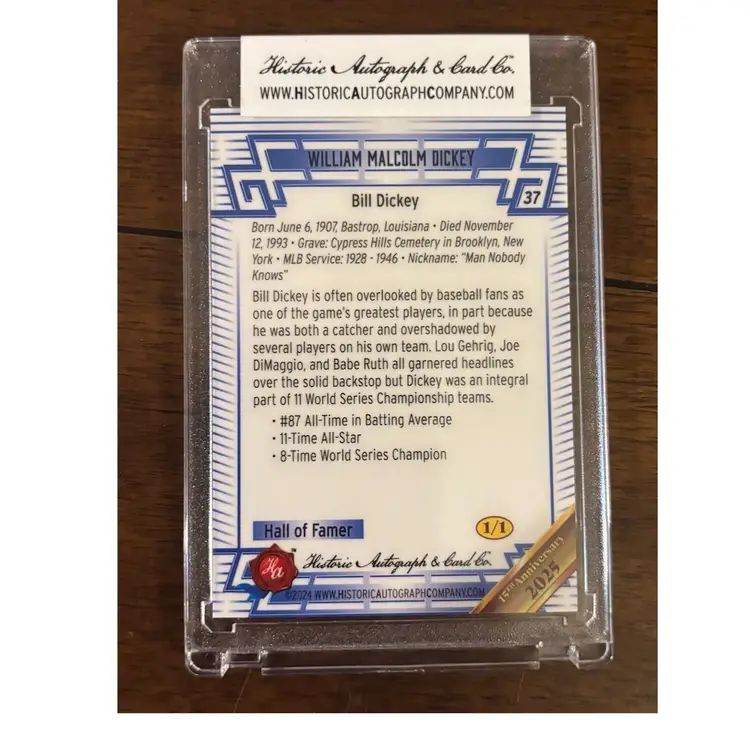 Historic Autograph & Card Co.™
WWW.HISTORICAUTOGRAPHCOMPANY.COM
WILLIAM MALCOLM DICKEY
37
Bill Dickey
Born June 6, 1907, Bastrop, Louisiana • Died November
12, 1993 • Grave: Cypress Hills Cemetery in Brooklyn, New
York • MLB Service: 1928 - 1946 • Nickname: "Man Nobody
Knows"
Bill Dickey is often overlooked by baseball fans as
one of the game's greatest players, in part because
he was both a catcher and overshadowed by
several players on his own team. Lou Gehrig, Joe
DiMaggio, and Babe Ruth all garnered headlines
over the solid backstop but Dickey was an integral
part of 11 World Series Championship teams.
• #87 All-Time in Batting Average
• 11-Time All-Star
• 8-Time World Series Champion
Hall of Famer
1/1
HA™
Historic Autograph & Card Co.™
15TH Anniversary
2025
©2024 WWW.HISTORICAUTOGRAPHCOMPANY.COM